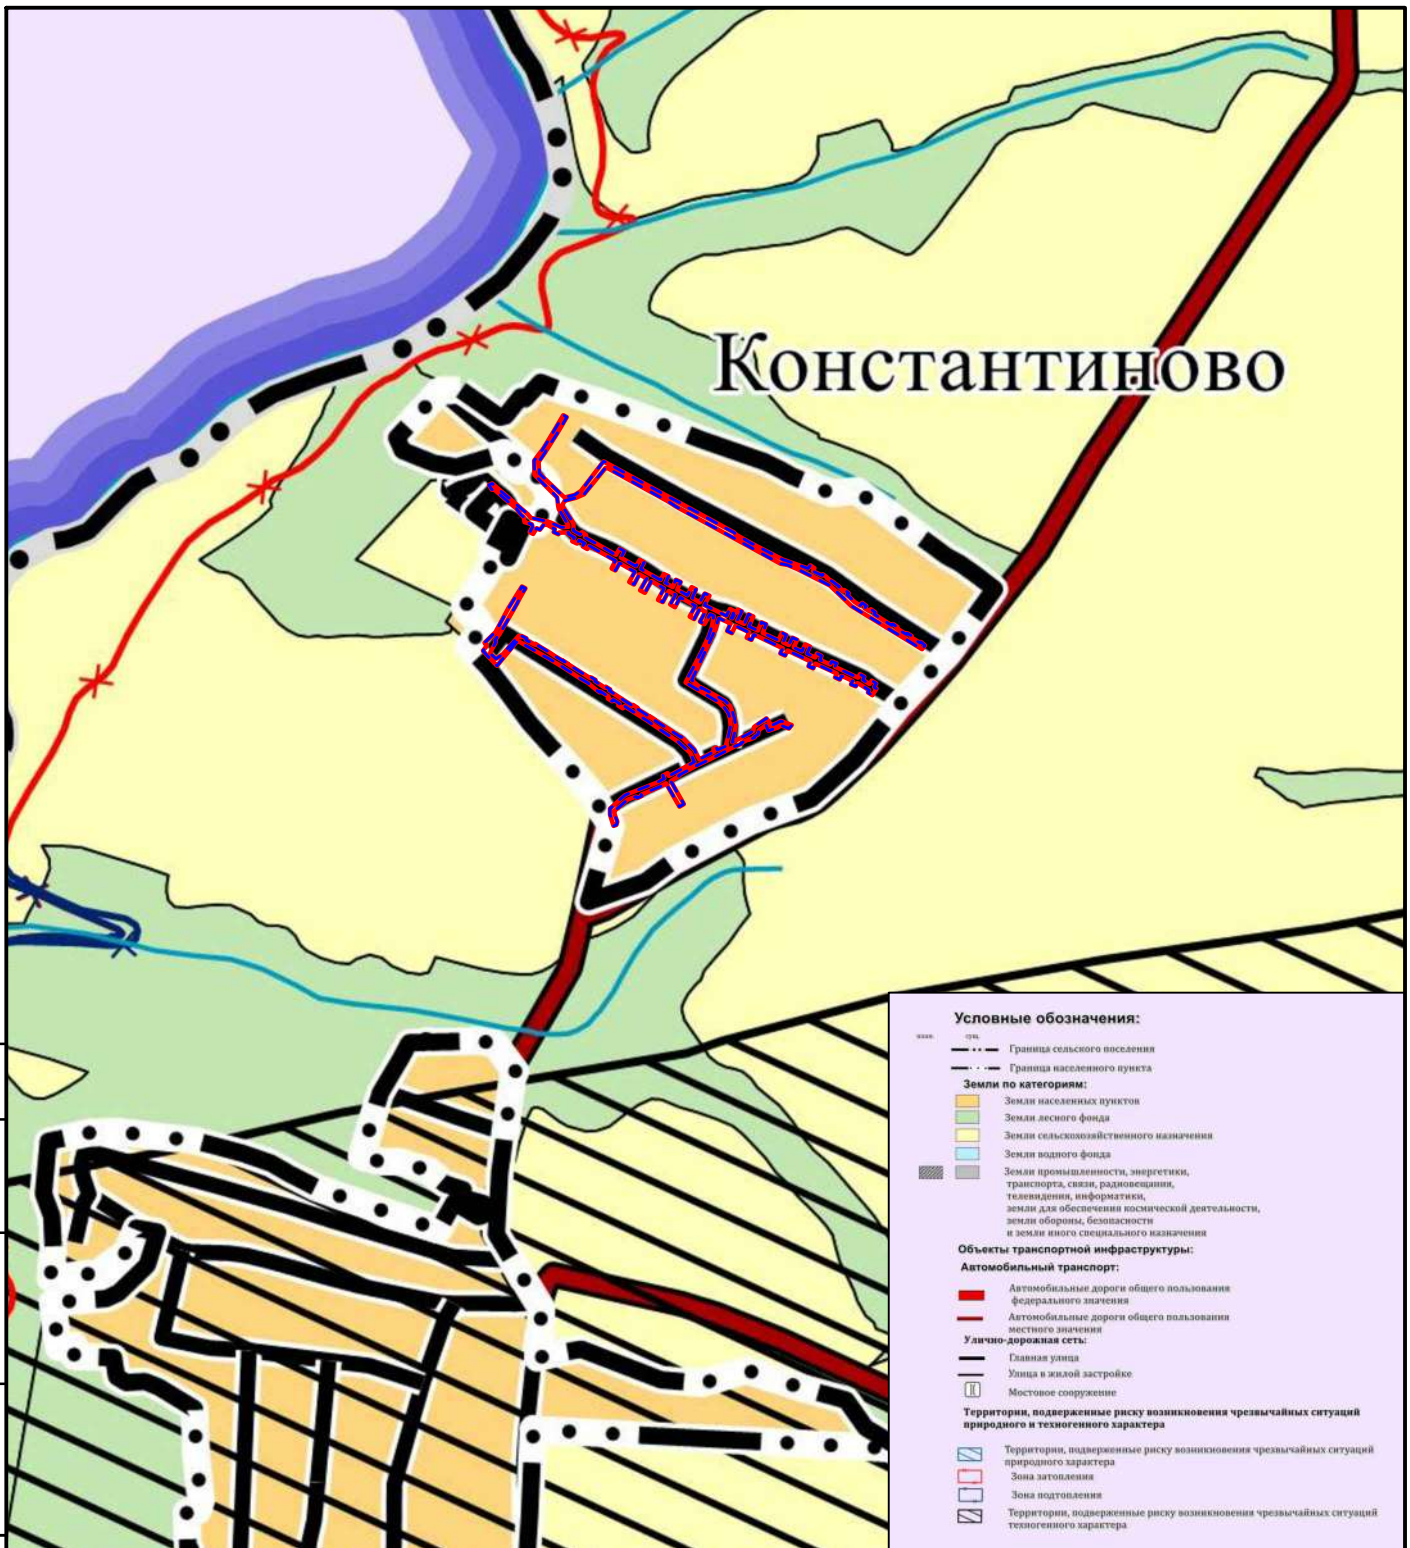 Константиново
Условные обозначения:
план. сущ.
Граница сельского поселения
Граница населенного пункта
Земли по категориям:
Земли населенных пунктов
Земли лесного фонда
Земли сельскохозяйственного назначения
Земли водного фонда
Земли промышленности, энергетики,
транспорта, связи, радиовещания,
телевидения, информатики,
земли для обеспечения космической деятельности,
земли обороны, безопасности
и земли иного специального назначения
Объекты транспортной инфраструктуры:
Автомобильный транспорт:
Автомобильные дороги общего пользования
федерального значения
Автомобильные дороги общего пользования
местного значения
Улично-дорожная сеть:
Главная улица
Улица в жилой застройке
Мостовое сооружение
Территории, подверженные риску возникновения чрезвычайных ситуаций
природного и техногенного характера
Территории, подверженные риску возникновения чрезвычайных ситуаций
природного характера
Зона затопления
Зона подтопления
Территории, подверженные риску возникновения чрезвычайных ситуаций
техногенного характера